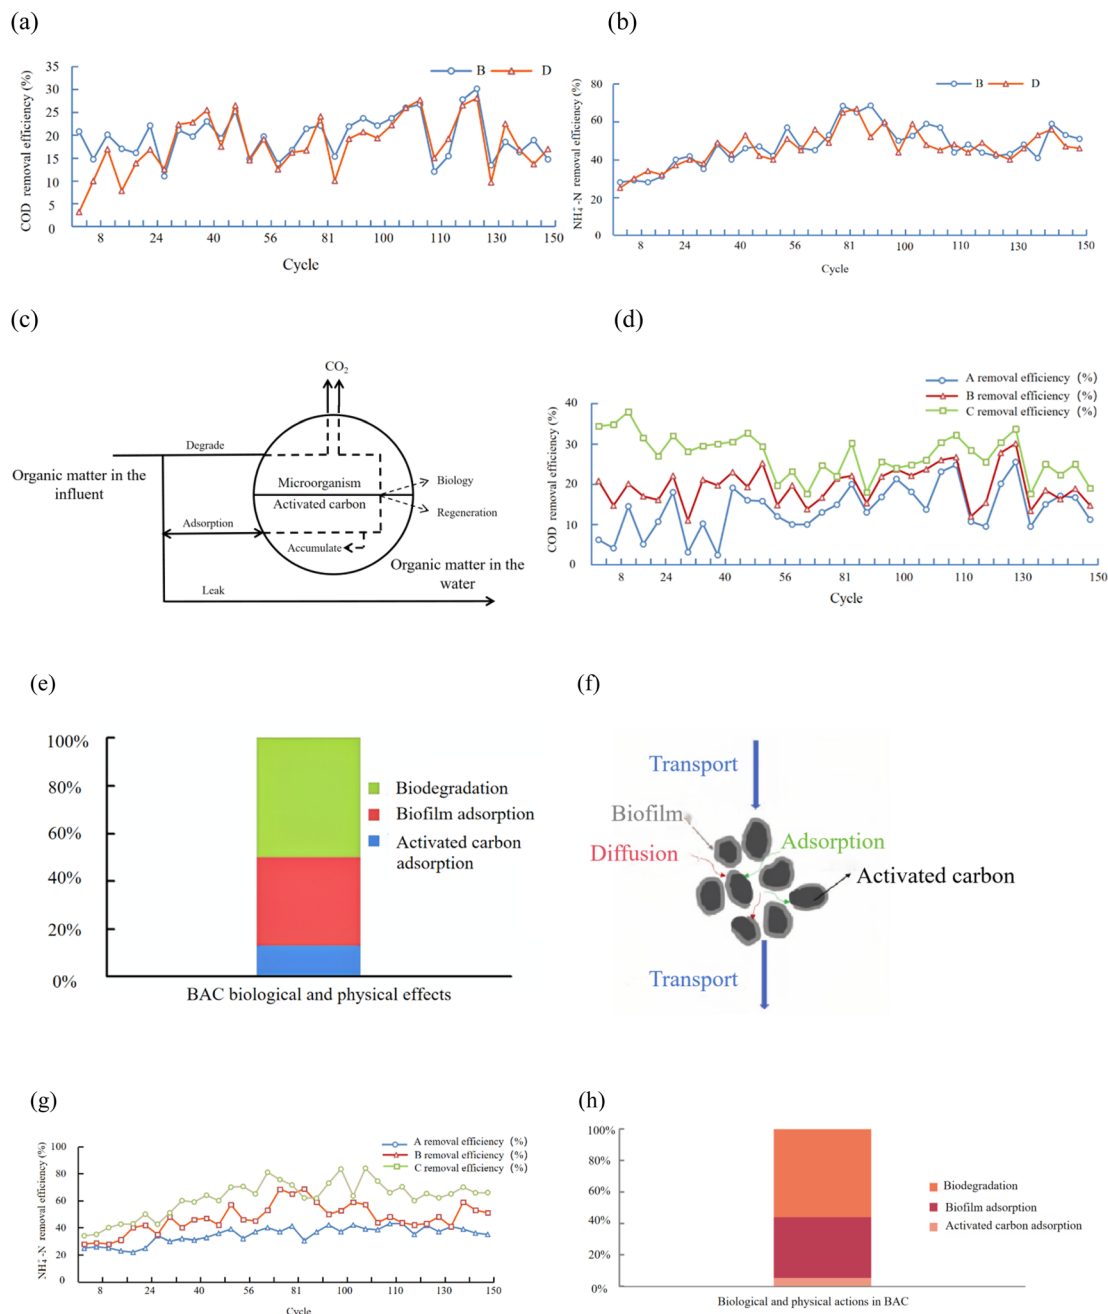 (a)
35
30
25
20
15
10
5
0
COD removal efficiency (%)
B
D
8
24
40
56
81
100
110
130
150
Cycle
(b)
80
60
40
20
0
NH₄⁺-N removal efficiency (%)
B
D
8
24
40
56
81
100
110
130
150
Cycle
(c)
CO₂
Degrade
Organic matter in the
influent
Microorganism
Activated carbon
Biology
Regeneration
Adsorption
Accumulate
Organic matter in the
water
Leak
(d)
A removal efficiency (%)
B removal efficiency (%)
C removal efficiency (%)
40
30
20
10
0
COD removal efficiency (%)
8
24
40
56
81
100
110
130
150
Cycle
(e)
100%
80%
60%
40%
20%
0%
Biodegradation
Biofilm adsorption
Activated carbon
adsorption
BAC biological and physical effects
(f)
Transport
Biofilm
Diffusion
Adsorption
Activated carbon
Transport
(g)
100
80
60
40
20
0
NH₄⁺-N removal efficiency (%)
A removal efficiency (%)
B removal efficiency (%)
C removal efficiency (%)
8
24
40
56
81
100
110
130
150
Cycle
(h)
100%
80%
60%
40%
20%
0%
Biodegradation
Biofilm adsorption
Activated carbon adsorption
Biological and physical actions in BAC